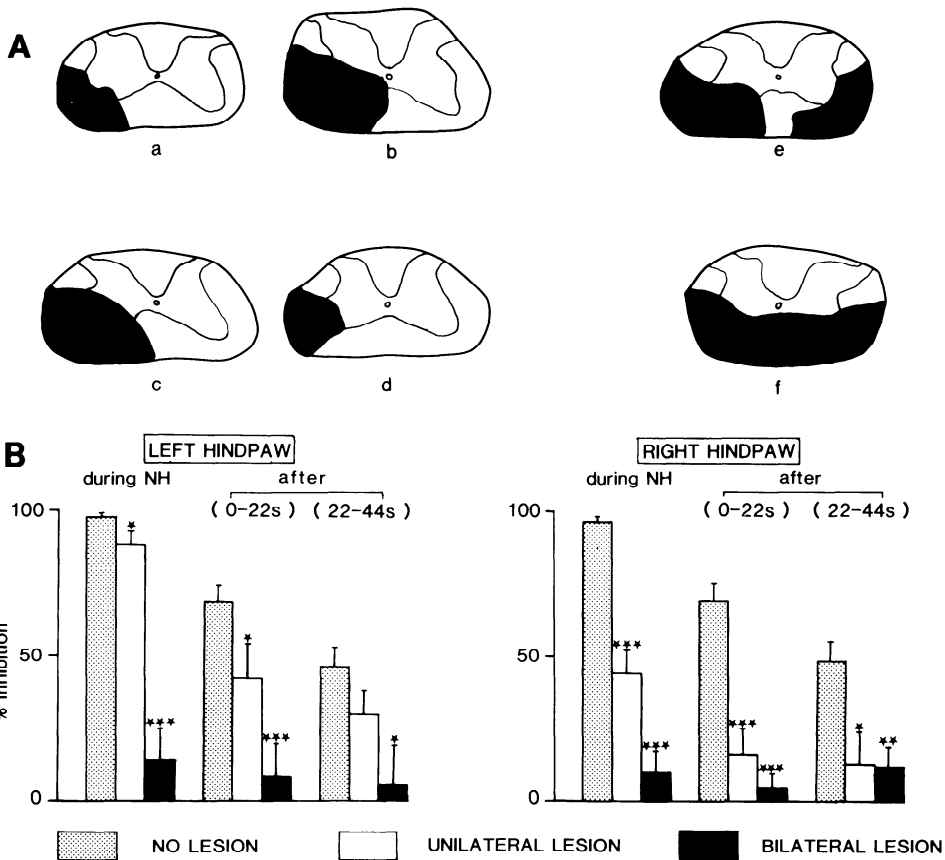 A
a
b
e
c
d
f
B
LEFT HINDPAW
during NH
after
( 0-22s ) ( 22-44s )
100
50
0
% Inhibition
RIGHT HINDPAW
during NH
after
( 0-22s ) ( 22-44s )
100
50
0
NO LESION
UNILATERAL LESION
BILATERAL LESION